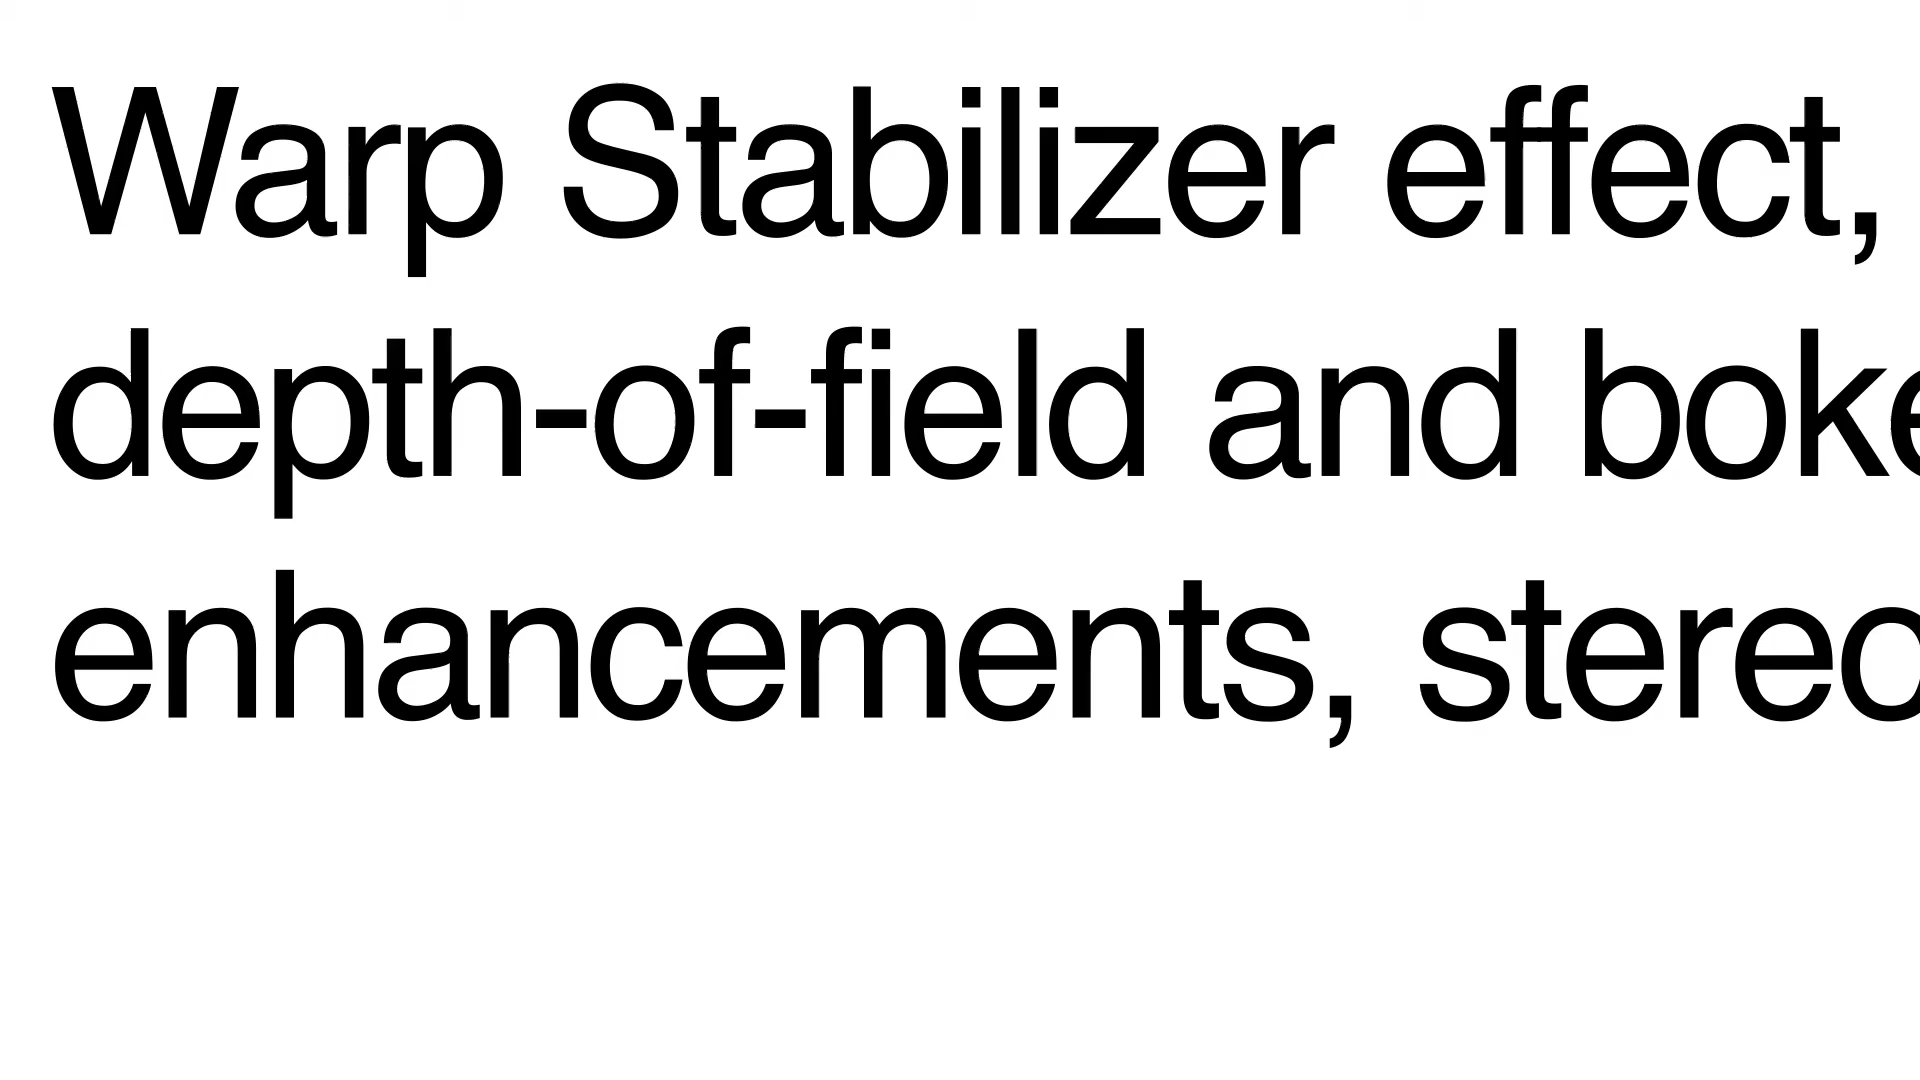 Warp Stabilizer effect,
depth-of-field and boke
enhancements, stereo